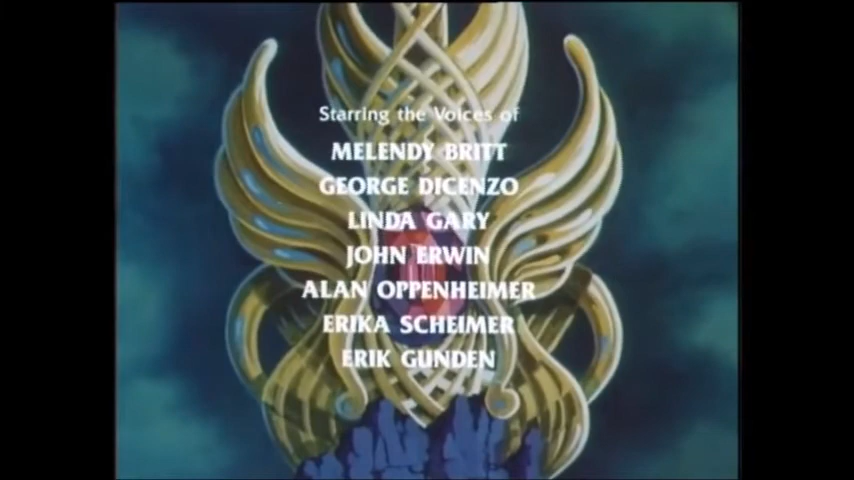 Starring the Voices of
MELENDY BRITT
GEORGE DICENZO
LINDA GARY
JOHN ERWIN
ALAN OPPENHEIMER
ERIKA SCHEIMER
ERIK GUNDEN